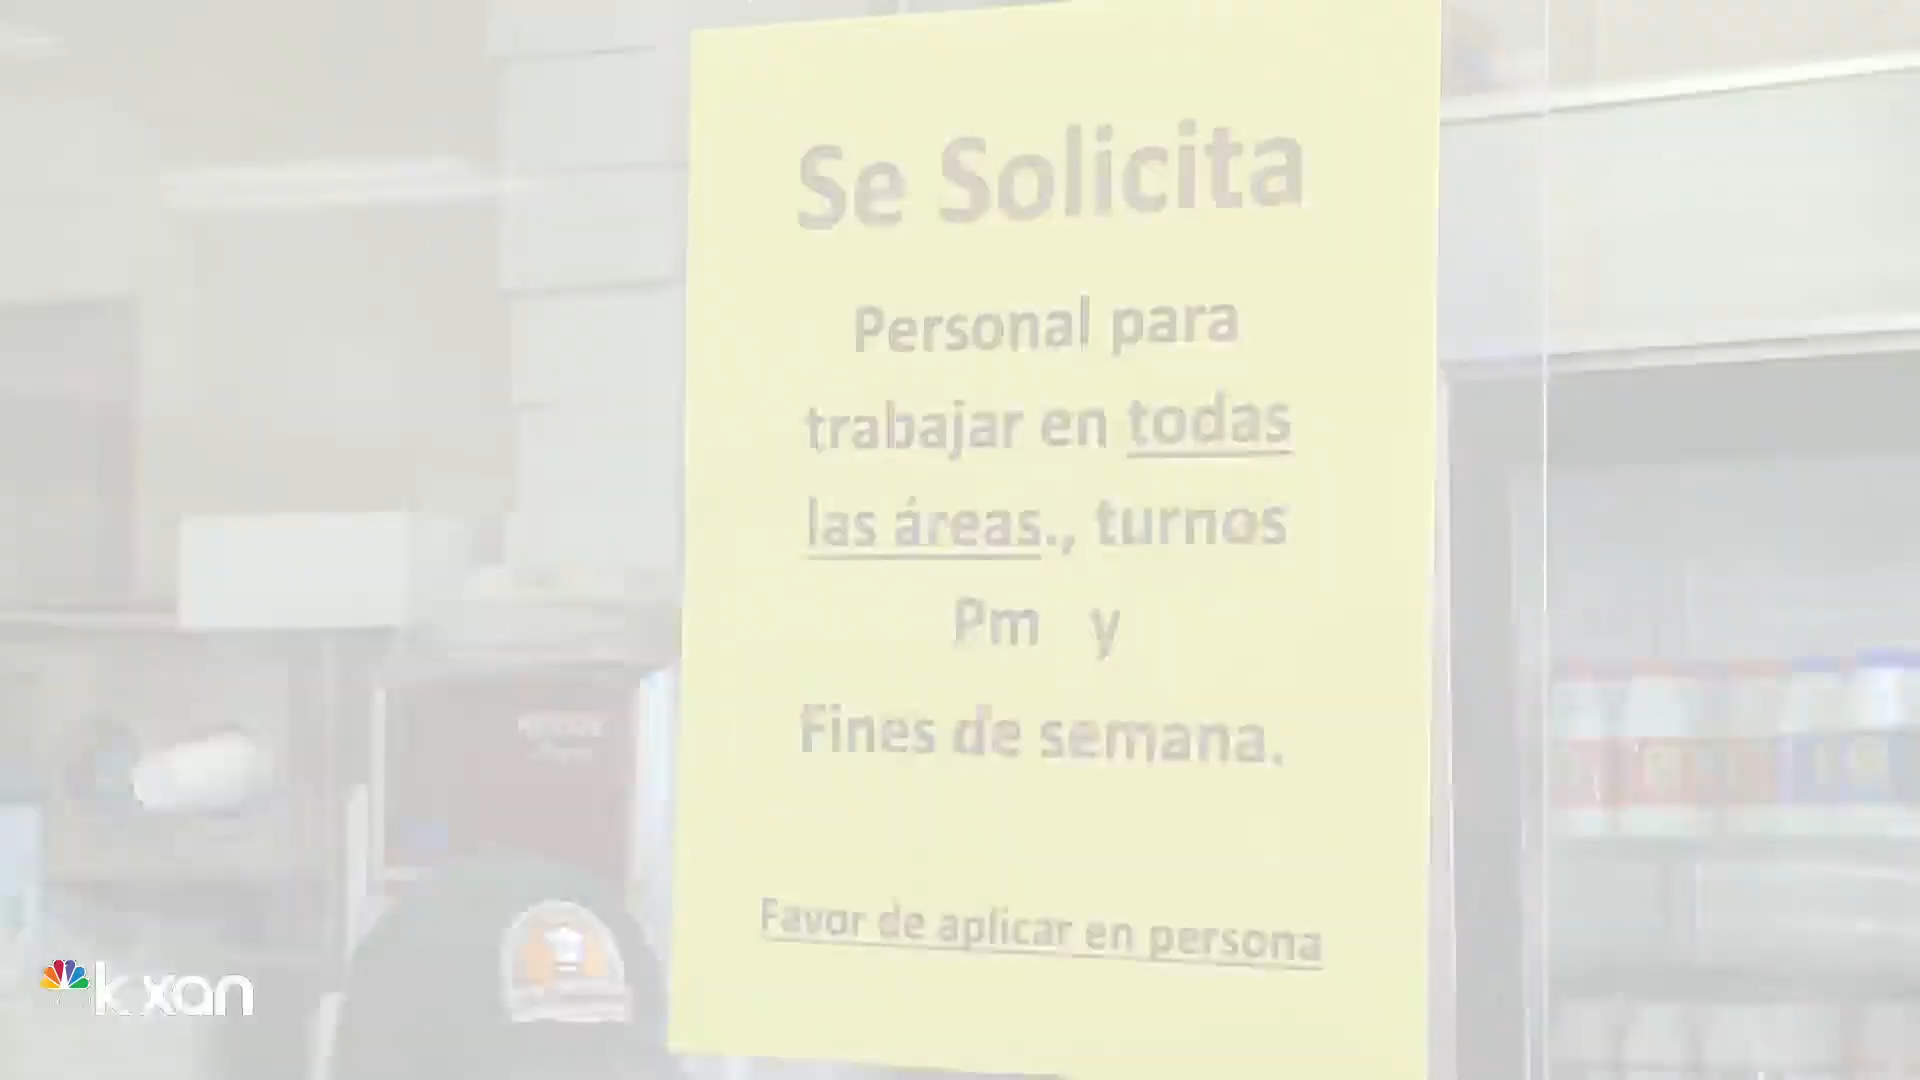 Se Solicita
Personal para
trabajar en todas
las áreas., turnos
Pm y
Fines de semana.
Favor de aplicar en persona
kxan